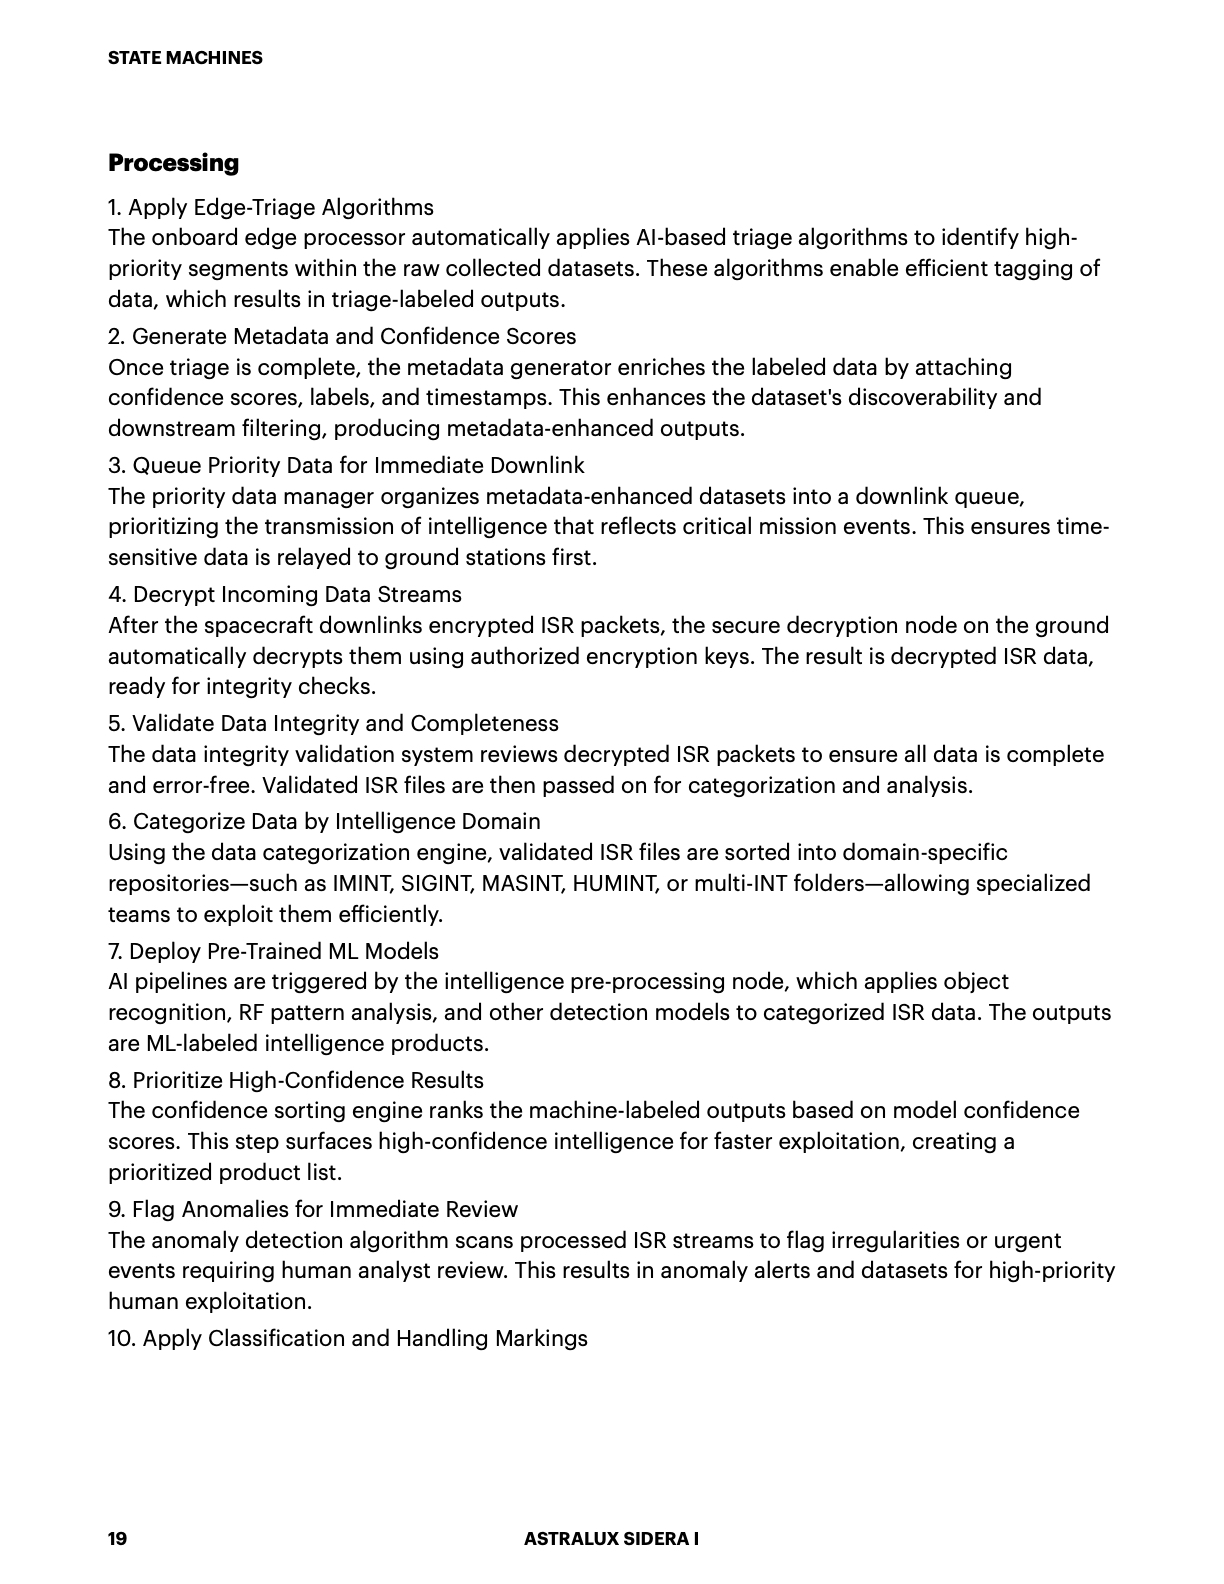 STATE MACHINES
Processing
1. Apply Edge-Triage Algorithms
The onboard edge processor automatically applies AI-based triage algorithms to identify high-
priority segments within the raw collected datasets. These algorithms enable efficient tagging of
data, which results in triage-labeled outputs.
2. Generate Metadata and Confidence Scores
Once triage is complete, the metadata generator enriches the labeled data by attaching
confidence scores, labels, and timestamps. This enhances the dataset's discoverability and
downstream filtering, producing metadata-enhanced outputs.
3. Queue Priority Data for Immediate Downlink
The priority data manager organizes metadata-enhanced datasets into a downlink queue,
prioritizing the transmission of intelligence that reflects critical mission events. This ensures time-
sensitive data is relayed to ground stations first.
4. Decrypt Incoming Data Streams
After the spacecraft downlinks encrypted ISR packets, the secure decryption node on the ground
automatically decrypts them using authorized encryption keys. The result is decrypted ISR data,
ready for integrity checks.
5. Validate Data Integrity and Completeness
The data integrity validation system reviews decrypted ISR packets to ensure all data is complete
and error-free. Validated ISR files are then passed on for categorization and analysis.
6. Categorize Data by Intelligence Domain
Using the data categorization engine, validated ISR files are sorted into domain-specific
repositories—such as IMINT, SIGINT, MASINT, HUMINT, or multi-INT folders—allowing specialized
teams to exploit them efficiently.
7. Deploy Pre-Trained ML Models
AI pipelines are triggered by the intelligence pre-processing node, which applies object
recognition, RF pattern analysis, and other detection models to categorized ISR data. The outputs
are ML-labeled intelligence products.
8. Prioritize High-Confidence Results
The confidence sorting engine ranks the machine-labeled outputs based on model confidence
scores. This step surfaces high-confidence intelligence for faster exploitation, creating a
prioritized product list.
9. Flag Anomalies for Immediate Review
The anomaly detection algorithm scans processed ISR streams to flag irregularities or urgent
events requiring human analyst review. This results in anomaly alerts and datasets for high-priority
human exploitation.
10. Apply Classification and Handling Markings
19
ASTRALUX SIDERA I